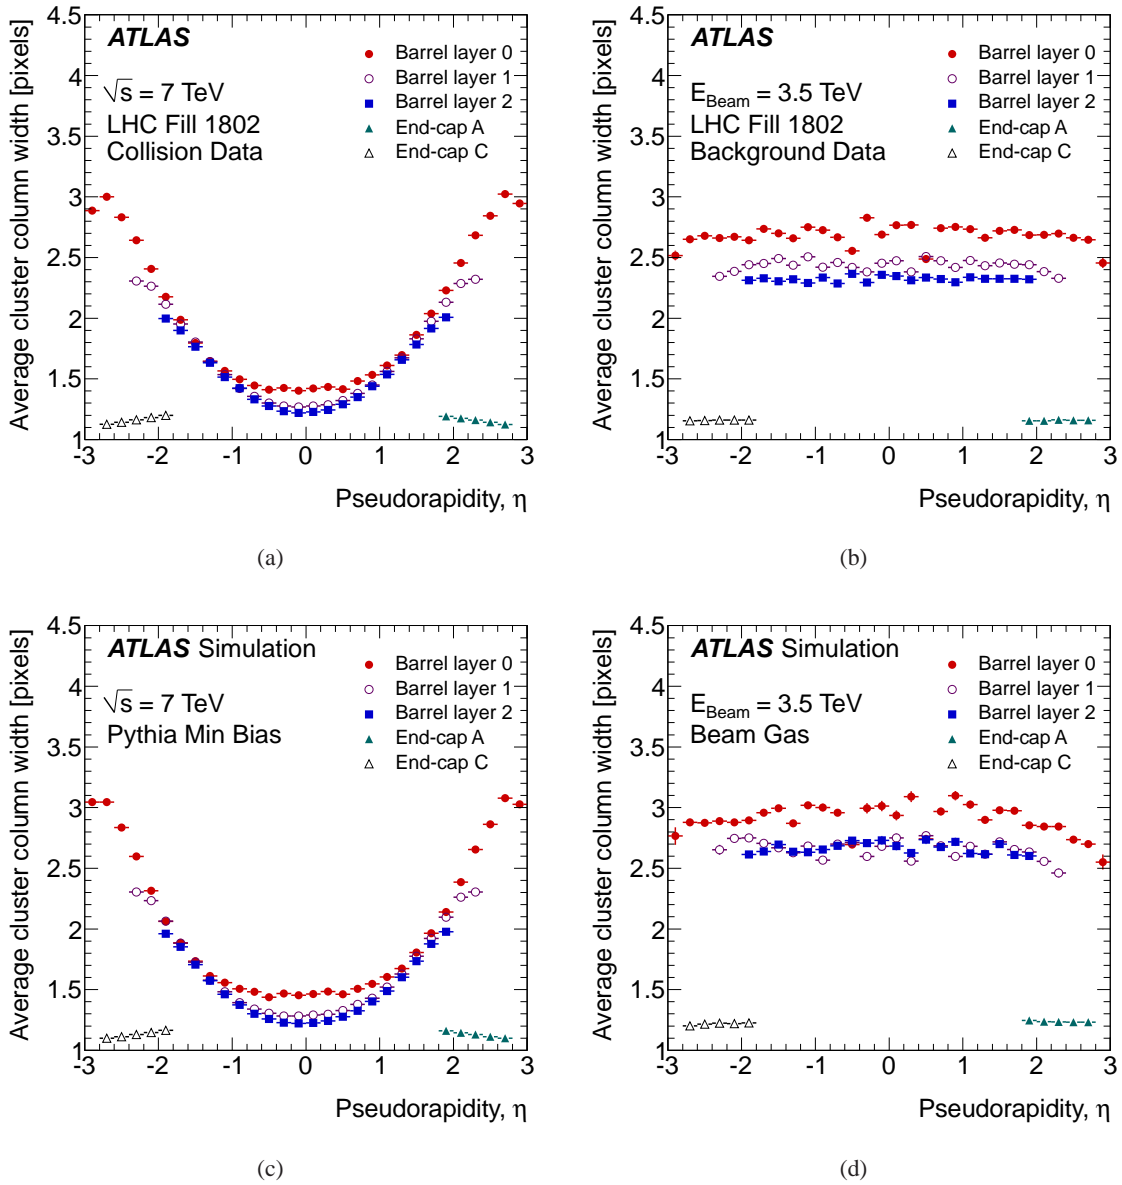 Average cluster column width [pixels]
4.5
4
3.5
3
2.5
2
1.5
1
ATLAS
√s = 7 TeV
LHC Fill 1802
Collision Data
Barrel layer 0
Barrel layer 1
Barrel layer 2
End-cap A
End-cap C
-3 -2 -1 0 1 2 3
Pseudorapidity, η
(a)
Average cluster column width [pixels]
4.5
4
3.5
3
2.5
2
1.5
1
ATLAS
E_Beam = 3.5 TeV
LHC Fill 1802
Background Data
Barrel layer 0
Barrel layer 1
Barrel layer 2
End-cap A
End-cap C
-3 -2 -1 0 1 2 3
Pseudorapidity, η
(b)
Average cluster column width [pixels]
4.5
4
3.5
3
2.5
2
1.5
1
ATLAS Simulation
√s = 7 TeV
Pythia Min Bias
Barrel layer 0
Barrel layer 1
Barrel layer 2
End-cap A
End-cap C
-3 -2 -1 0 1 2 3
Pseudorapidity, η
(c)
Average cluster column width [pixels]
4.5
4
3.5
3
2.5
2
1.5
1
ATLAS Simulation
E_Beam = 3.5 TeV
Beam Gas
Barrel layer 0
Barrel layer 1
Barrel layer 2
End-cap A
End-cap C
-3 -2 -1 0 1 2 3
Pseudorapidity, η
(d)